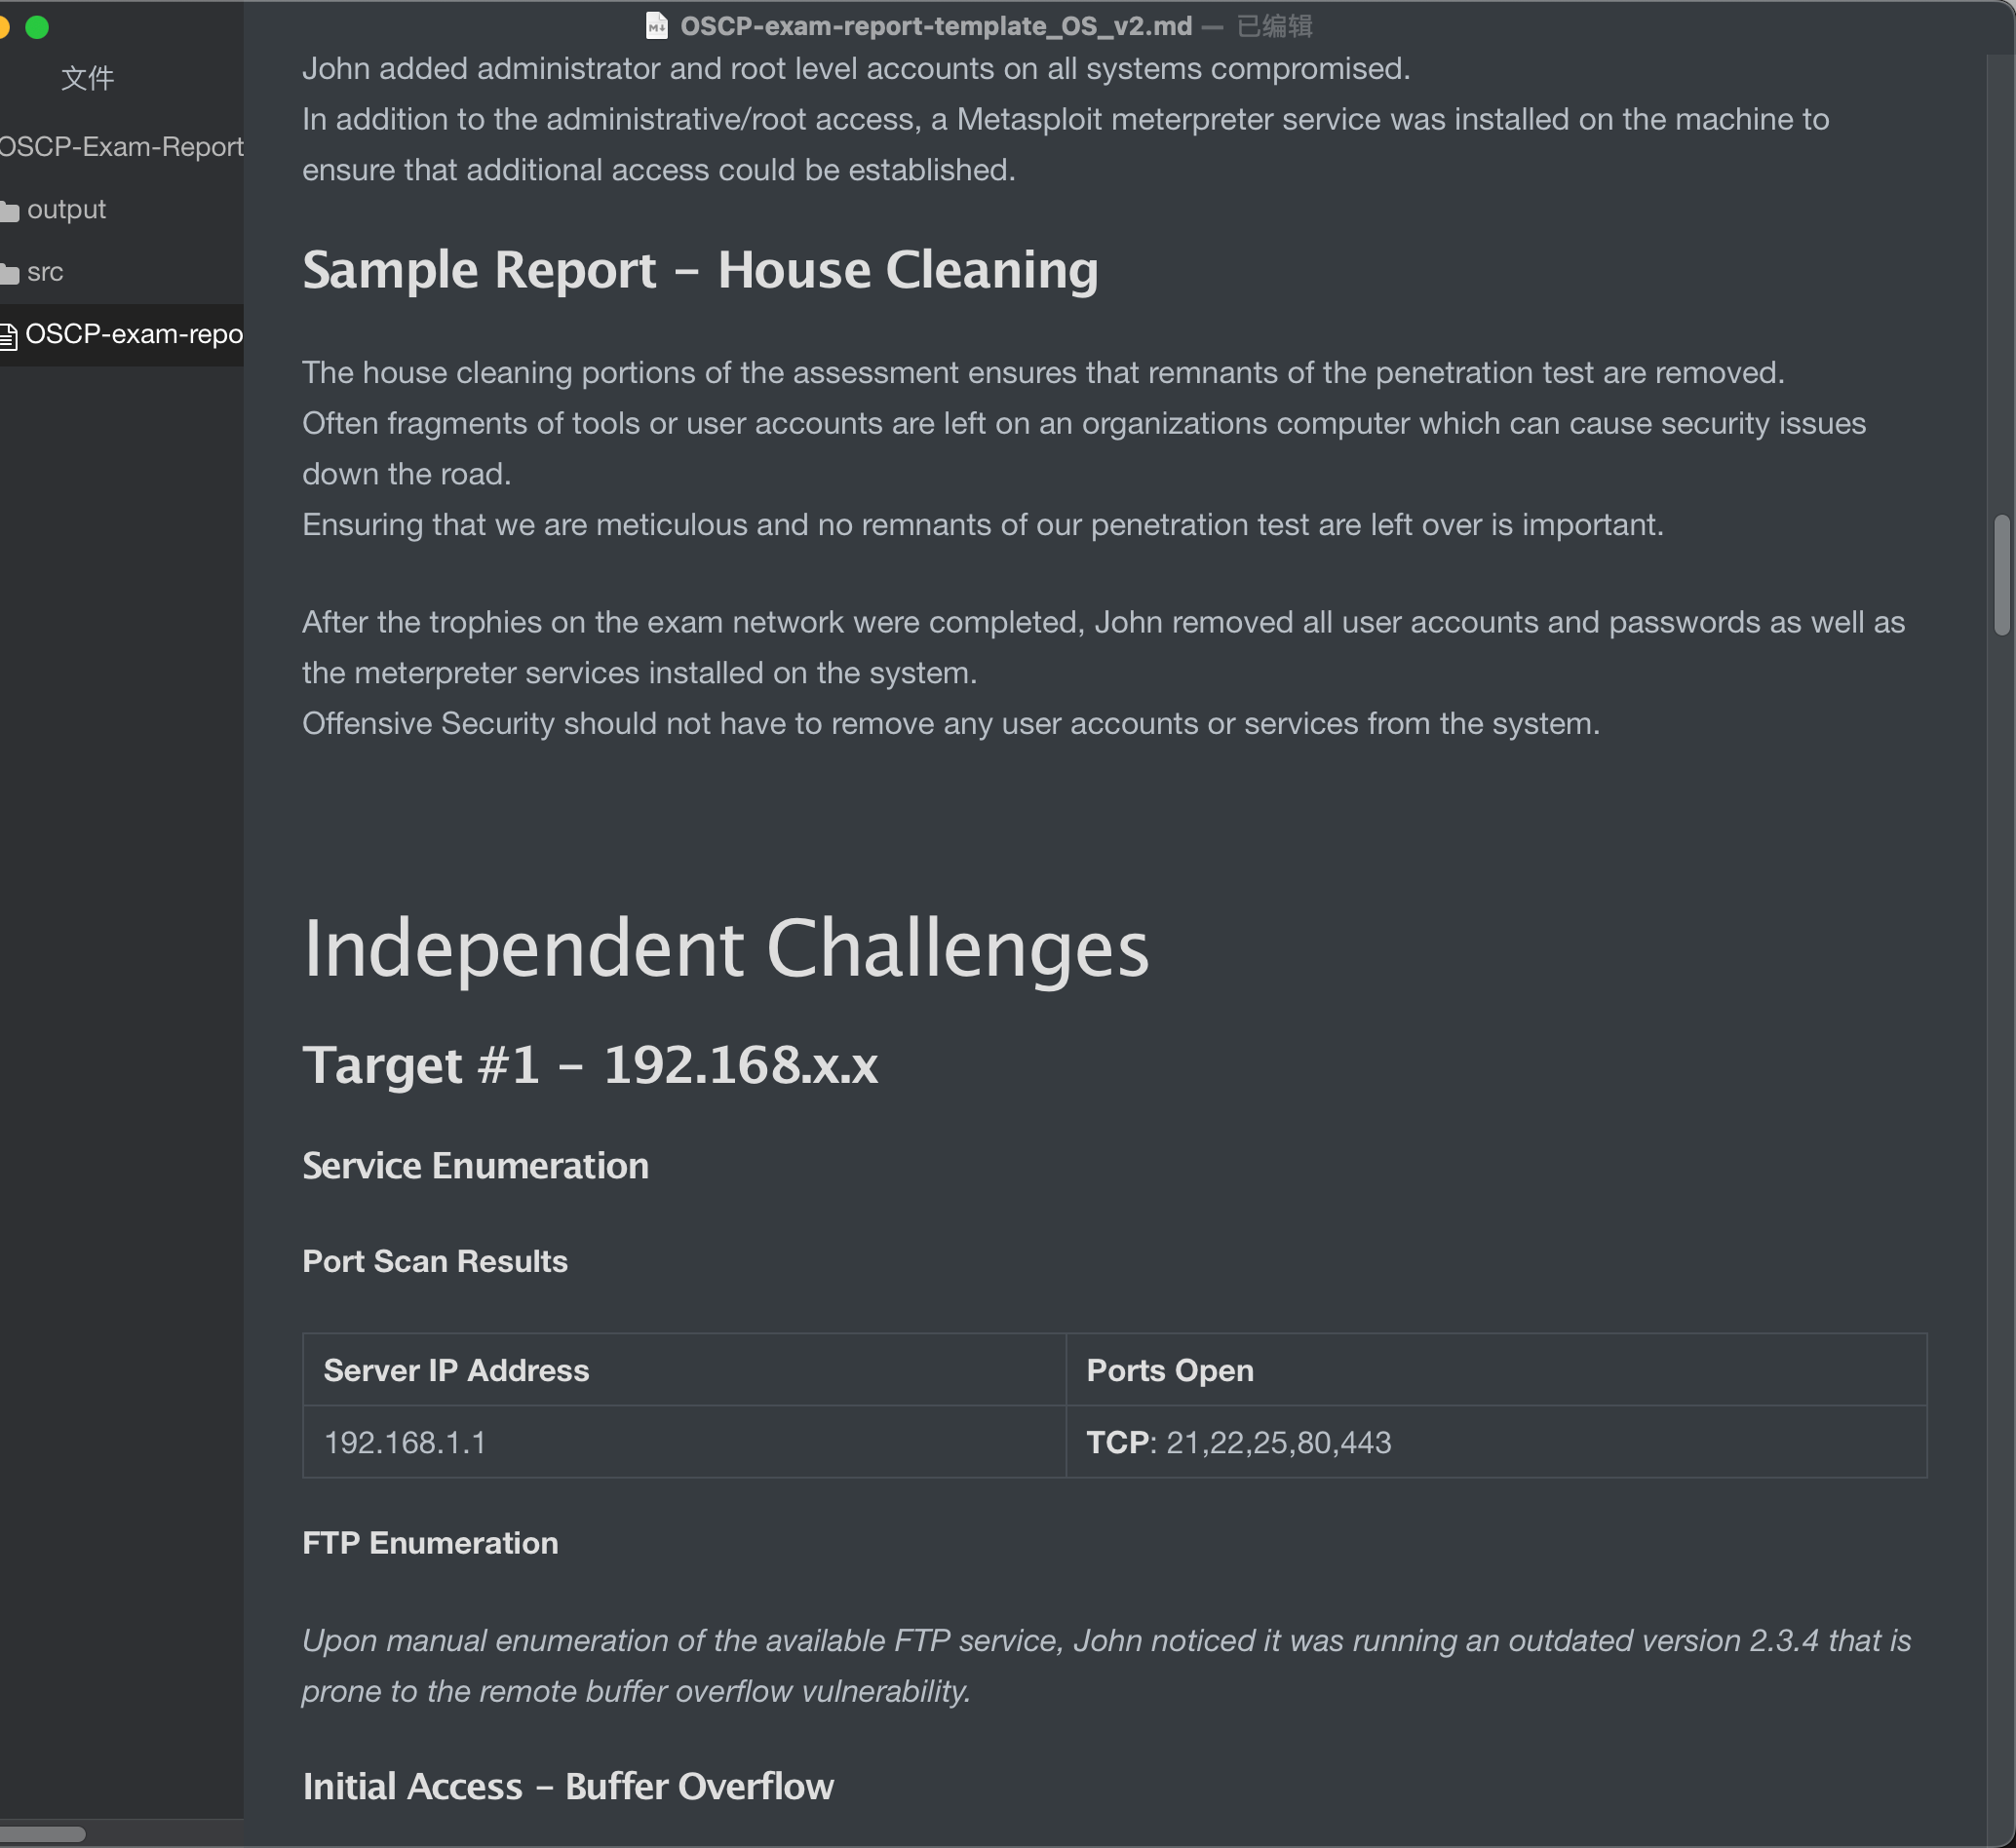 OSCP-exam-report-template_OS_v2.md — 已编辑
文件
OSCP-Exam-Report
output
src
OSCP-exam-repo
John added administrator and root level accounts on all systems compromised.
In addition to the administrative/root access, a Metasploit meterpreter service was installed on the machine to
ensure that additional access could be established.
Sample Report – House Cleaning
The house cleaning portions of the assessment ensures that remnants of the penetration test are removed.
Often fragments of tools or user accounts are left on an organizations computer which can cause security issues
down the road.
Ensuring that we are meticulous and no remnants of our penetration test are left over is important.
After the trophies on the exam network were completed, John removed all user accounts and passwords as well as
the meterpreter services installed on the system.
Offensive Security should not have to remove any user accounts or services from the system.
Independent Challenges
Target #1 – 192.168.x.x
Service Enumeration
Port Scan Results
Server IP Address
Ports Open
192.168.1.1
TCP: 21,22,25,80,443
FTP Enumeration
Upon manual enumeration of the available FTP service, John noticed it was running an outdated version 2.3.4 that is
prone to the remote buffer overflow vulnerability.
Initial Access – Buffer Overflow